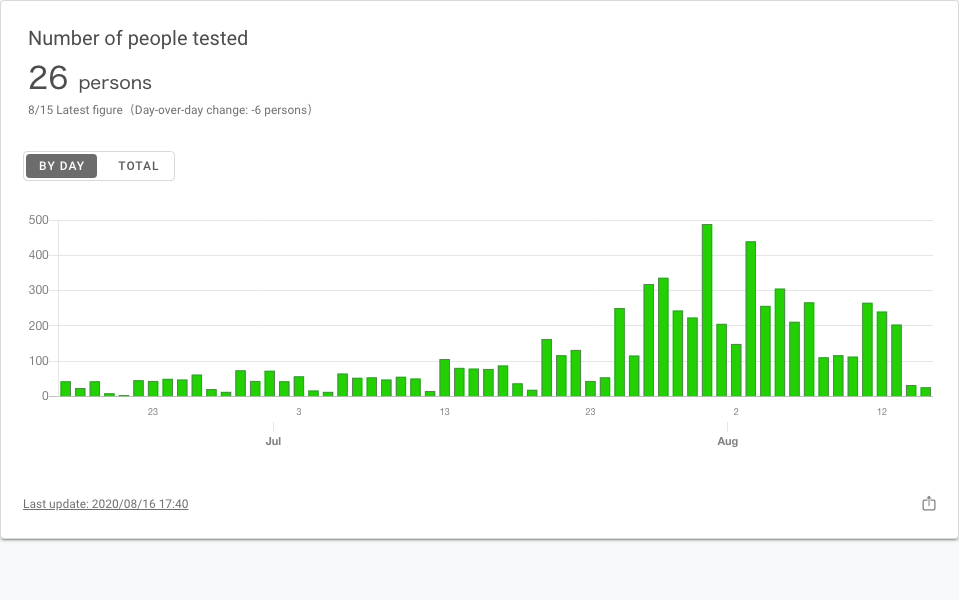 Number of people tested
26 persons
8/15 Latest figure（Day-over-day change: -6 persons）
BY DAY TOTAL
500
400
300
200
100
0
23 3 13 23 2 12
Jul Aug
Last update: 2020/08/16 17:40